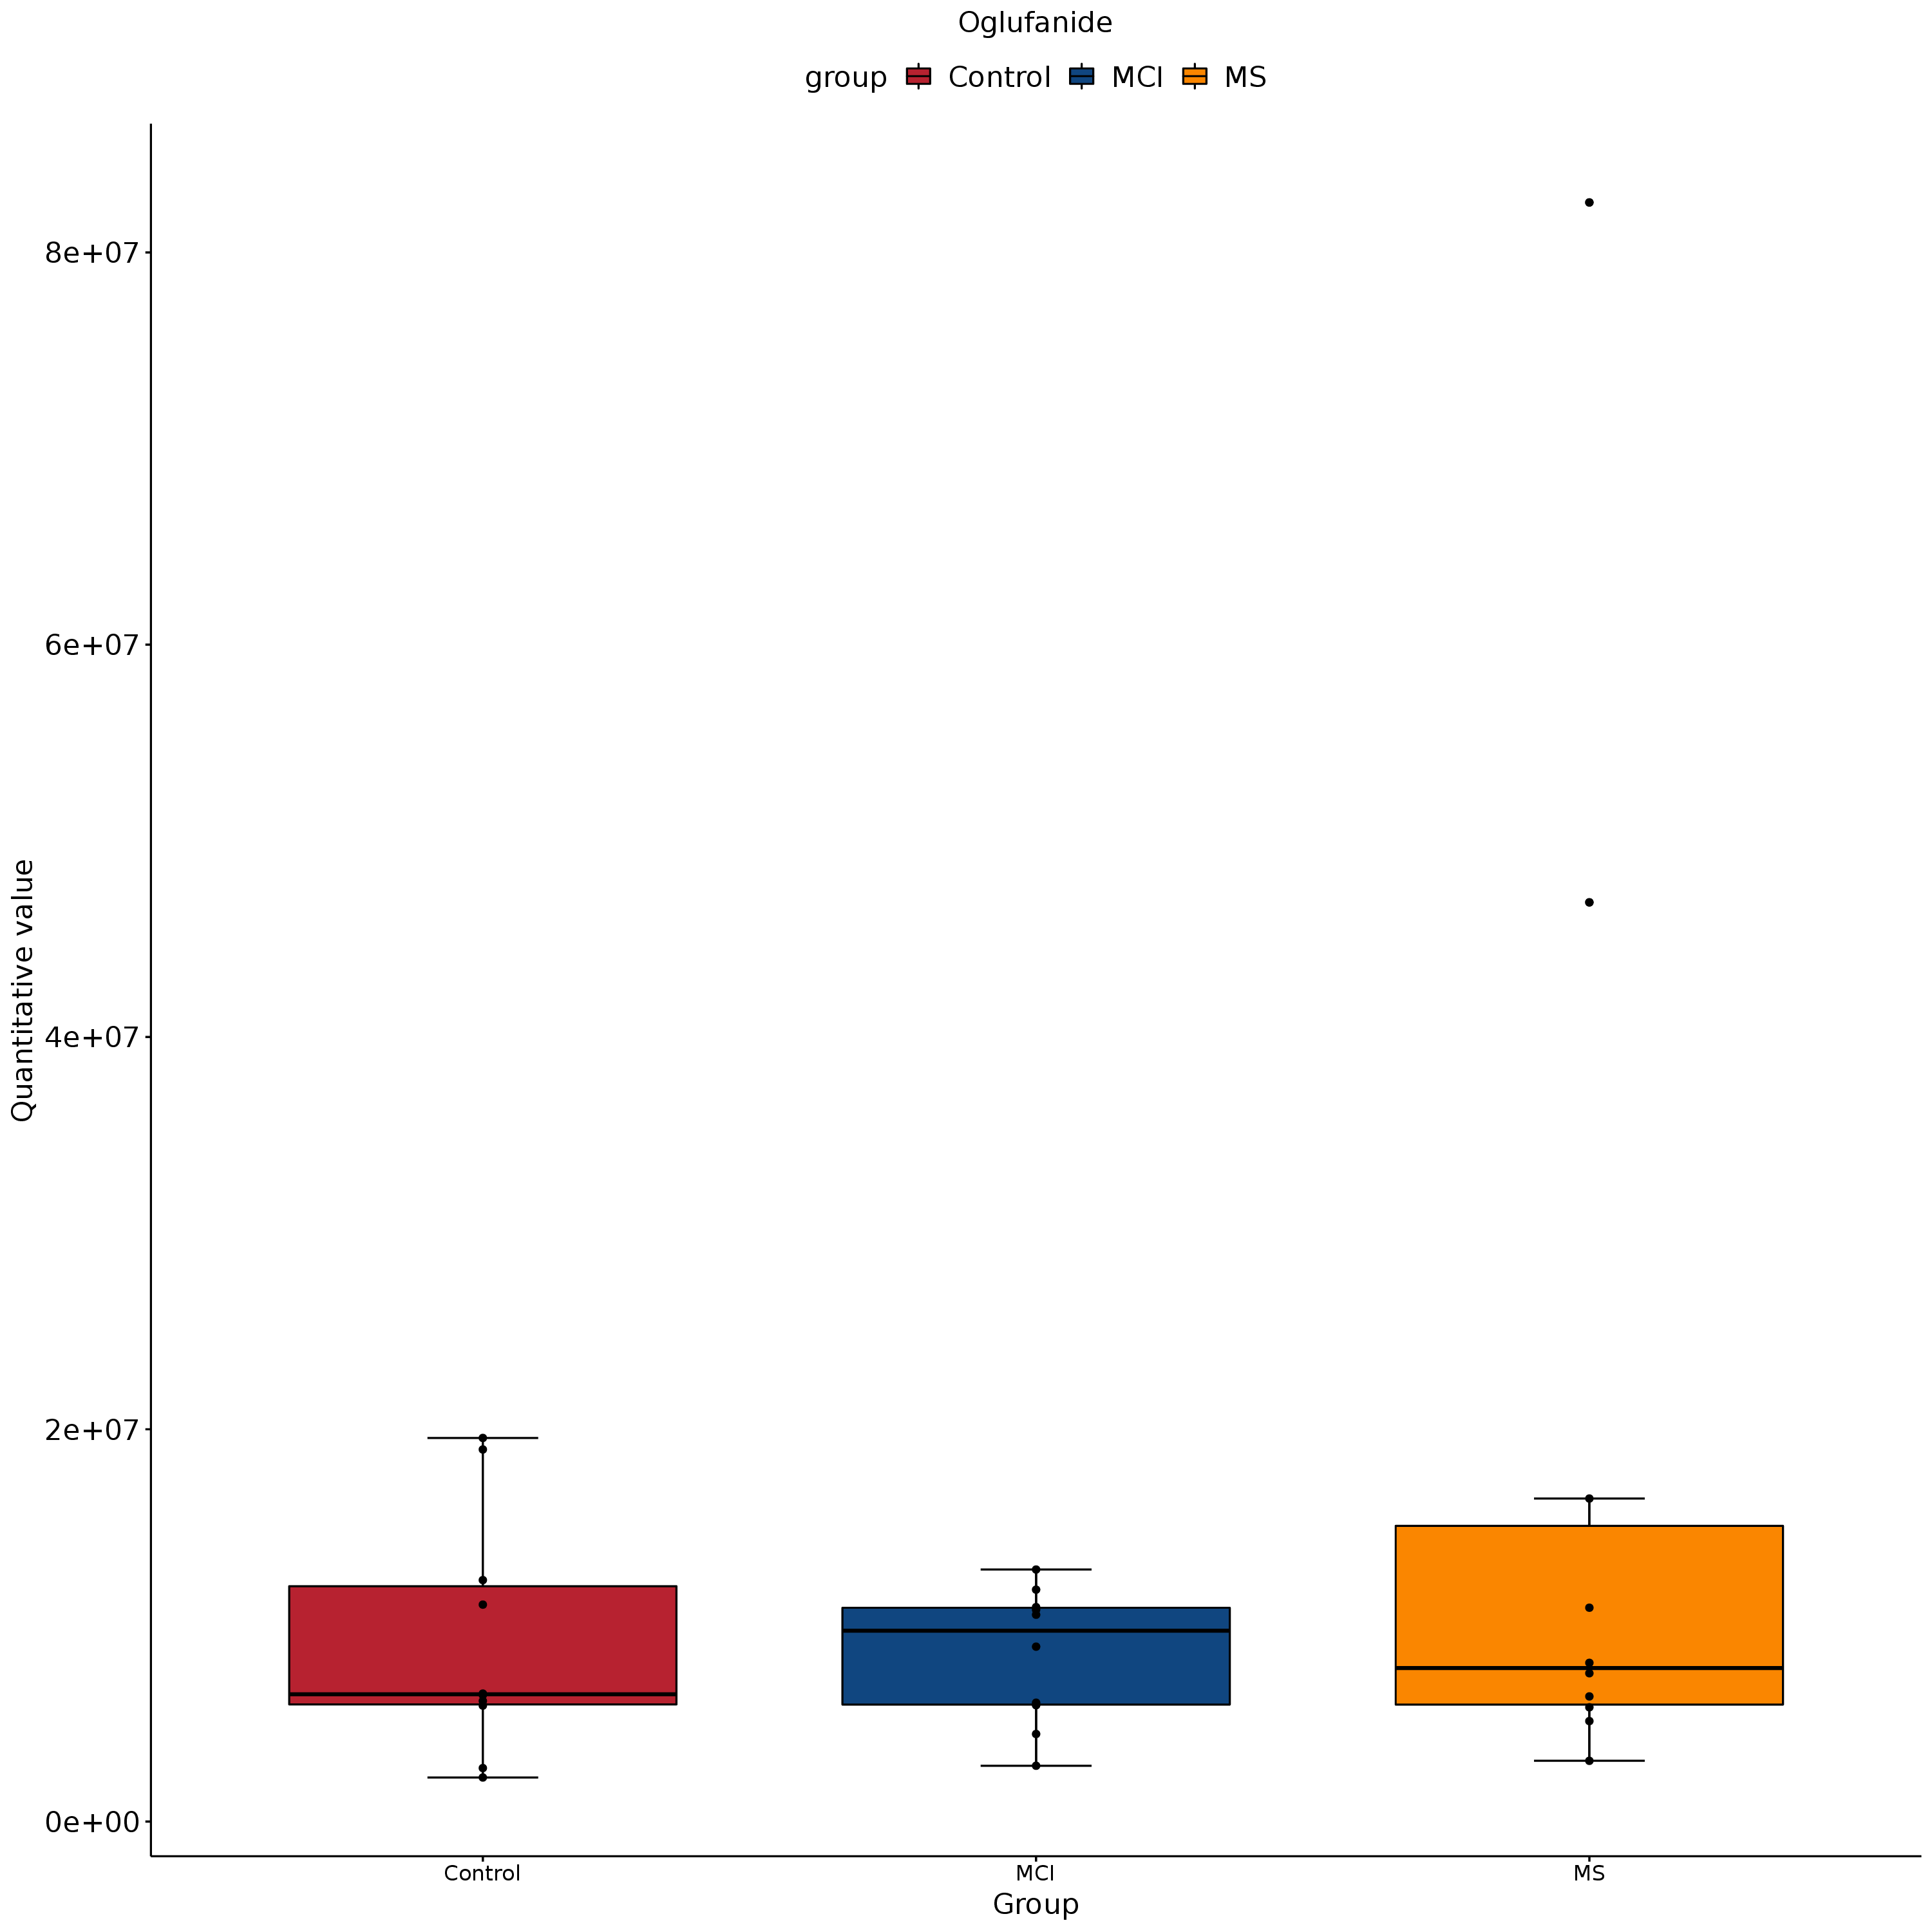 Oglufanide
group Control MCI MS
Quantitative value
8e+07
6e+07
4e+07
2e+07
0e+00
Control MCI MS
Group